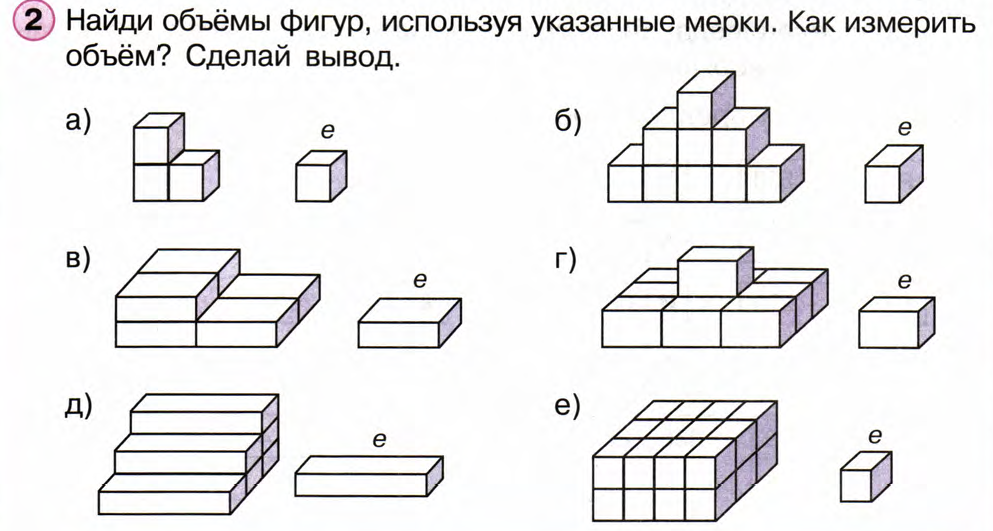 2 Найди объёмы фигур, используя указанные мерки. Как измерить
объём? Сделай вывод.
а)
е
б)
е
в)
е
г)
е
д)
е
е)
е